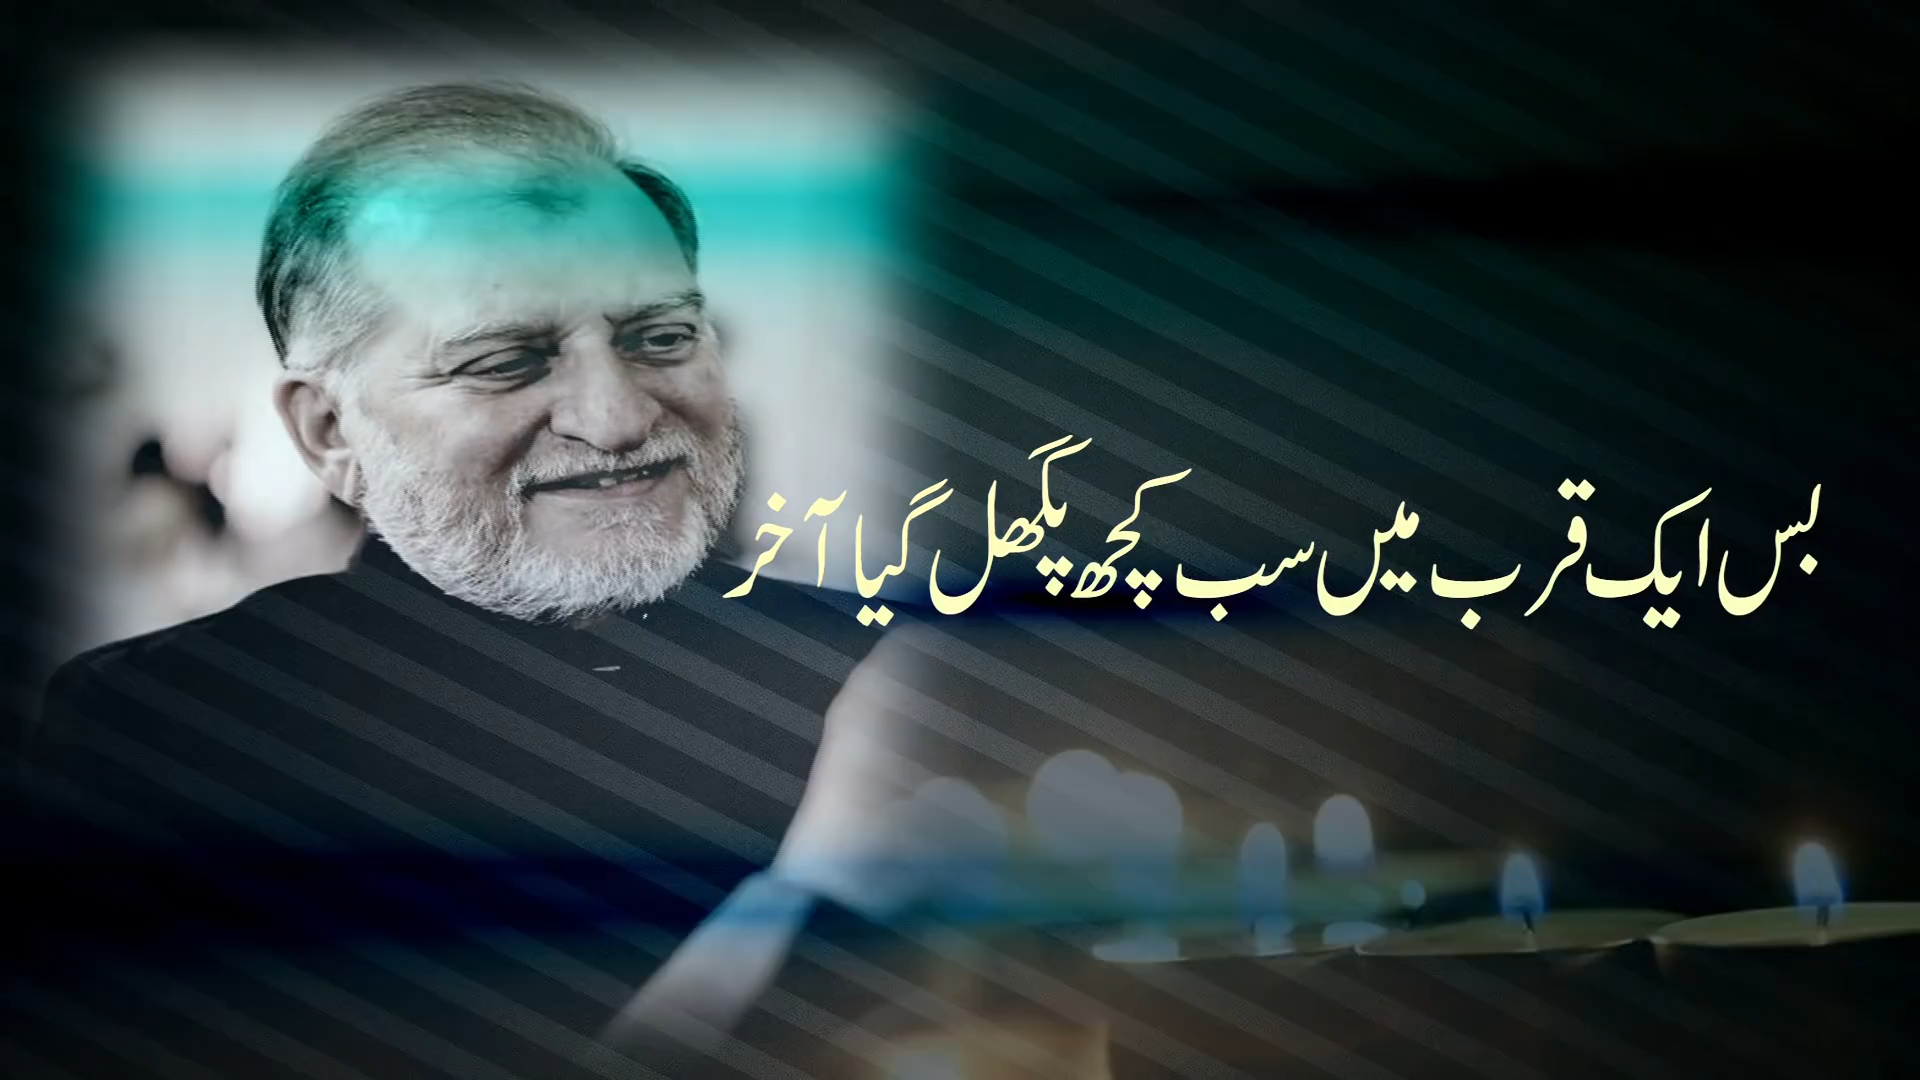 بس ایک قرب میں سب کچھ پگھل گیا آخر